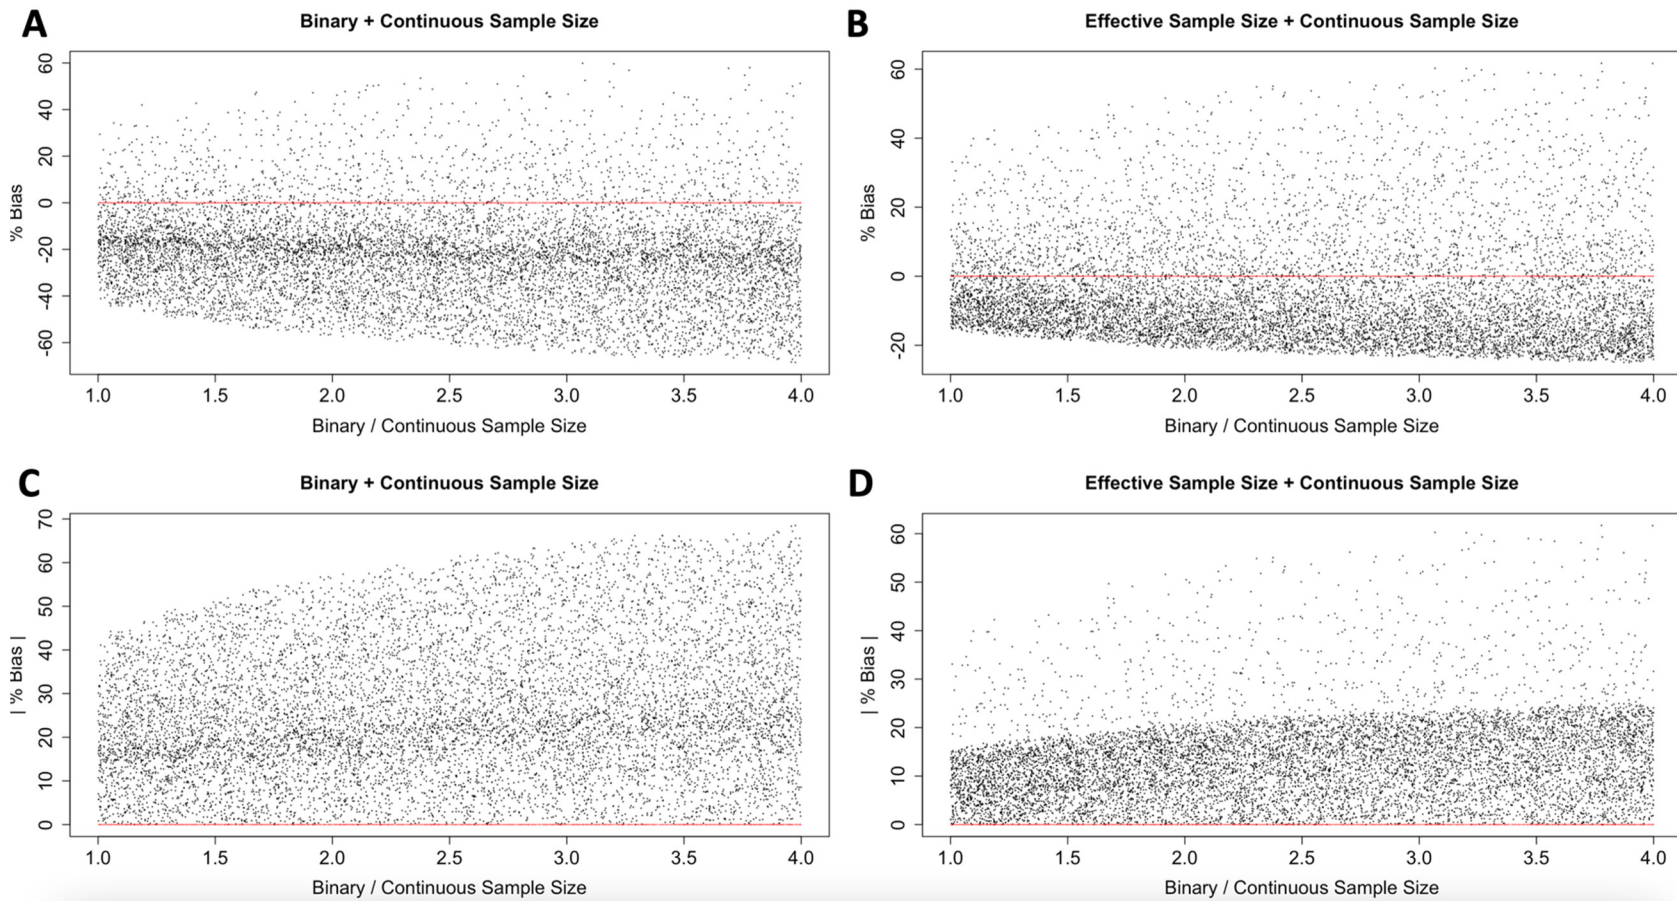 A
Binary + Continuous Sample Size
60
40
20
0
-20
-40
-60
% Bias
1.0 1.5 2.0 2.5 3.0 3.5 4.0
Binary / Continuous Sample Size
B
Effective Sample Size + Continuous Sample Size
60
40
20
0
-20
% Bias
1.0 1.5 2.0 2.5 3.0 3.5 4.0
Binary / Continuous Sample Size
C
Binary + Continuous Sample Size
70
60
50
40
30
20
10
0
| % Bias |
1.0 1.5 2.0 2.5 3.0 3.5 4.0
Binary / Continuous Sample Size
D
Effective Sample Size + Continuous Sample Size
60
50
40
30
20
10
0
| % Bias |
1.0 1.5 2.0 2.5 3.0 3.5 4.0
Binary / Continuous Sample Size